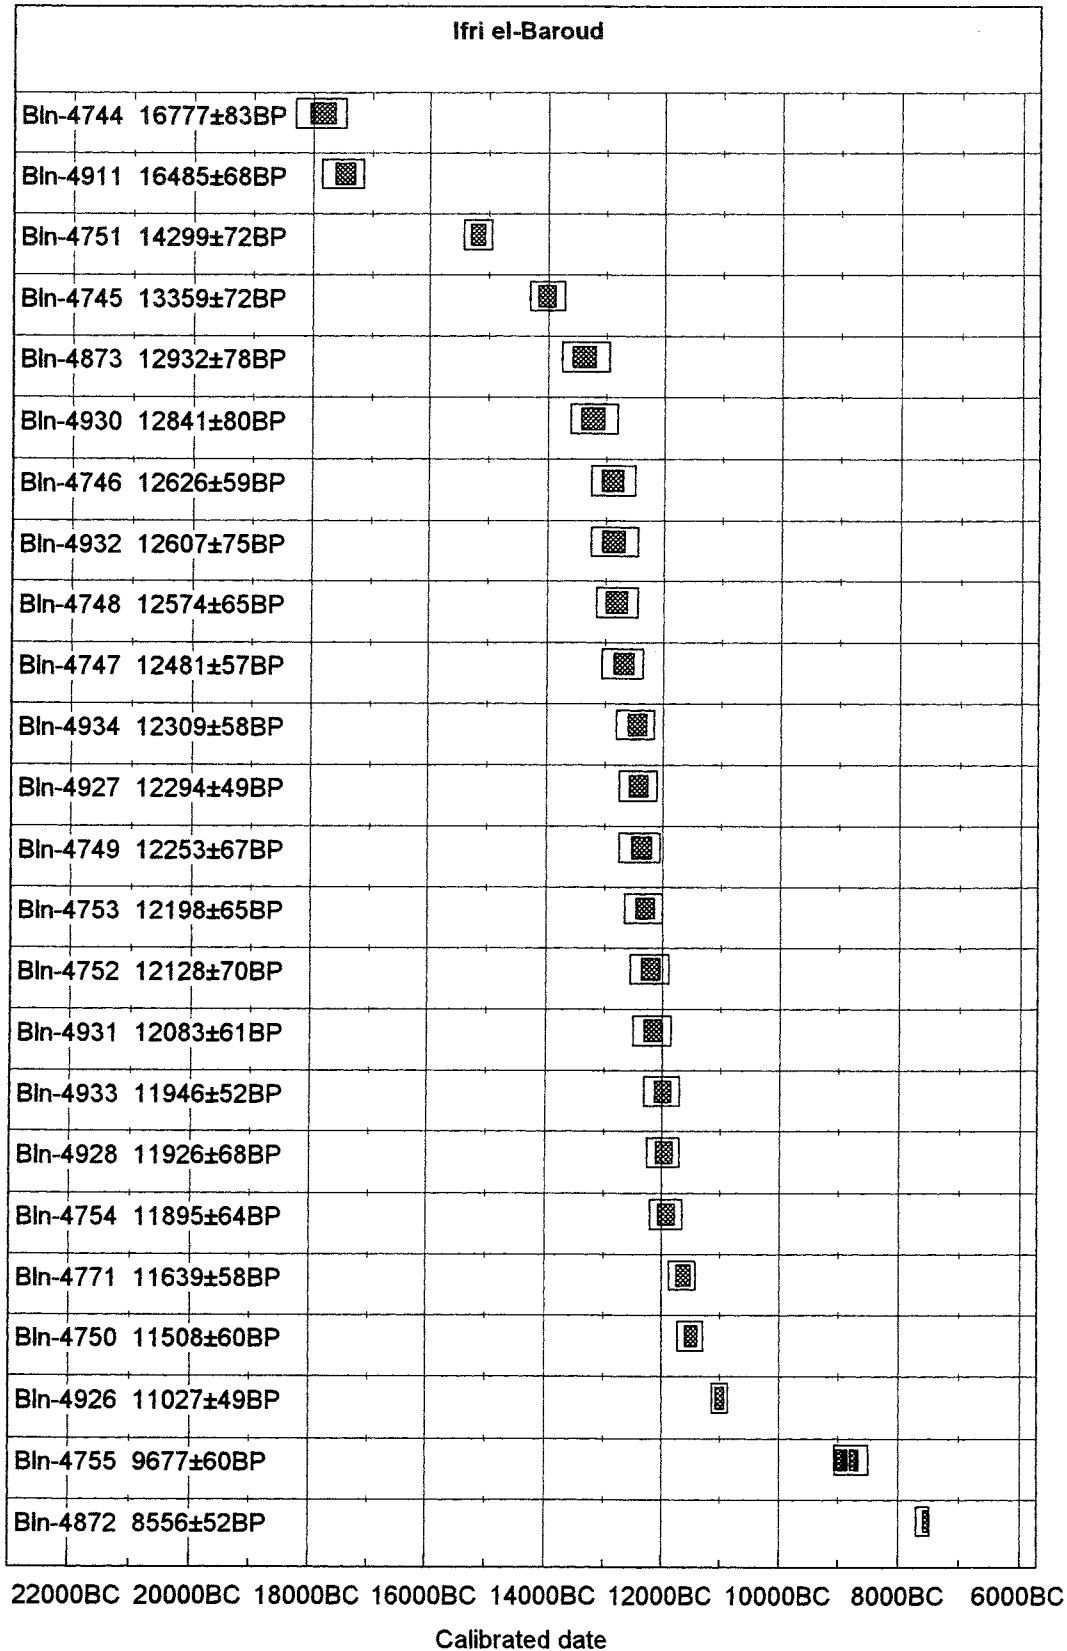 Ifri el-Baroud
Bln-4744 16777±83BP
Bln-4911 16485±68BP
Bln-4751 14299±72BP
Bln-4745 13359±72BP
Bln-4873 12932±78BP
Bln-4930 12841±80BP
Bln-4746 12626±59BP
Bln-4932 12607±75BP
Bln-4748 12574±65BP
Bln-4747 12481±57BP
Bln-4934 12309±58BP
Bln-4927 12294±49BP
Bln-4749 12253±67BP
Bln-4753 12198±65BP
Bln-4752 12128±70BP
Bln-4931 12083±61BP
Bln-4933 11946±52BP
Bln-4928 11926±68BP
Bln-4754 11895±64BP
Bln-4771 11639±58BP
Bln-4750 11508±60BP
Bln-4926 11027±49BP
Bln-4755 9677±60BP
Bln-4872 8556±52BP
22000BC 20000BC 18000BC 16000BC 14000BC 12000BC 10000BC 8000BC 6000BC
Calibrated date